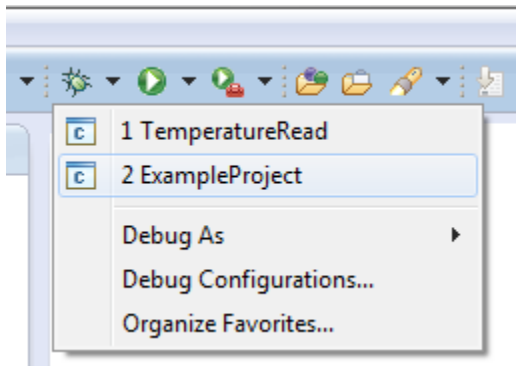 1 TemperatureRead
2 ExampleProject
Debug As
Debug Configurations...
Organize Favorites...